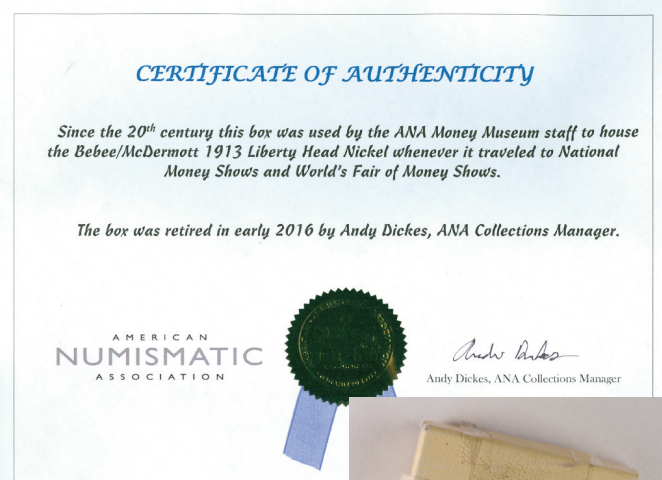 CERTIFICATE OF AUTHENTICITY
Since the 20th century this box was used by the ANA Money Museum staff to house
the Bebee/McDermott 1913 Liberty Head Nickel whenever it traveled to National
Money Shows and World's Fair of Money Shows.
The box was retired in early 2016 by Andy Dickes, ANA Collections Manager.
AMERICAN
NUMISMATIC
ASSOCIATION
Andy Dickes, ANA Collections Manager